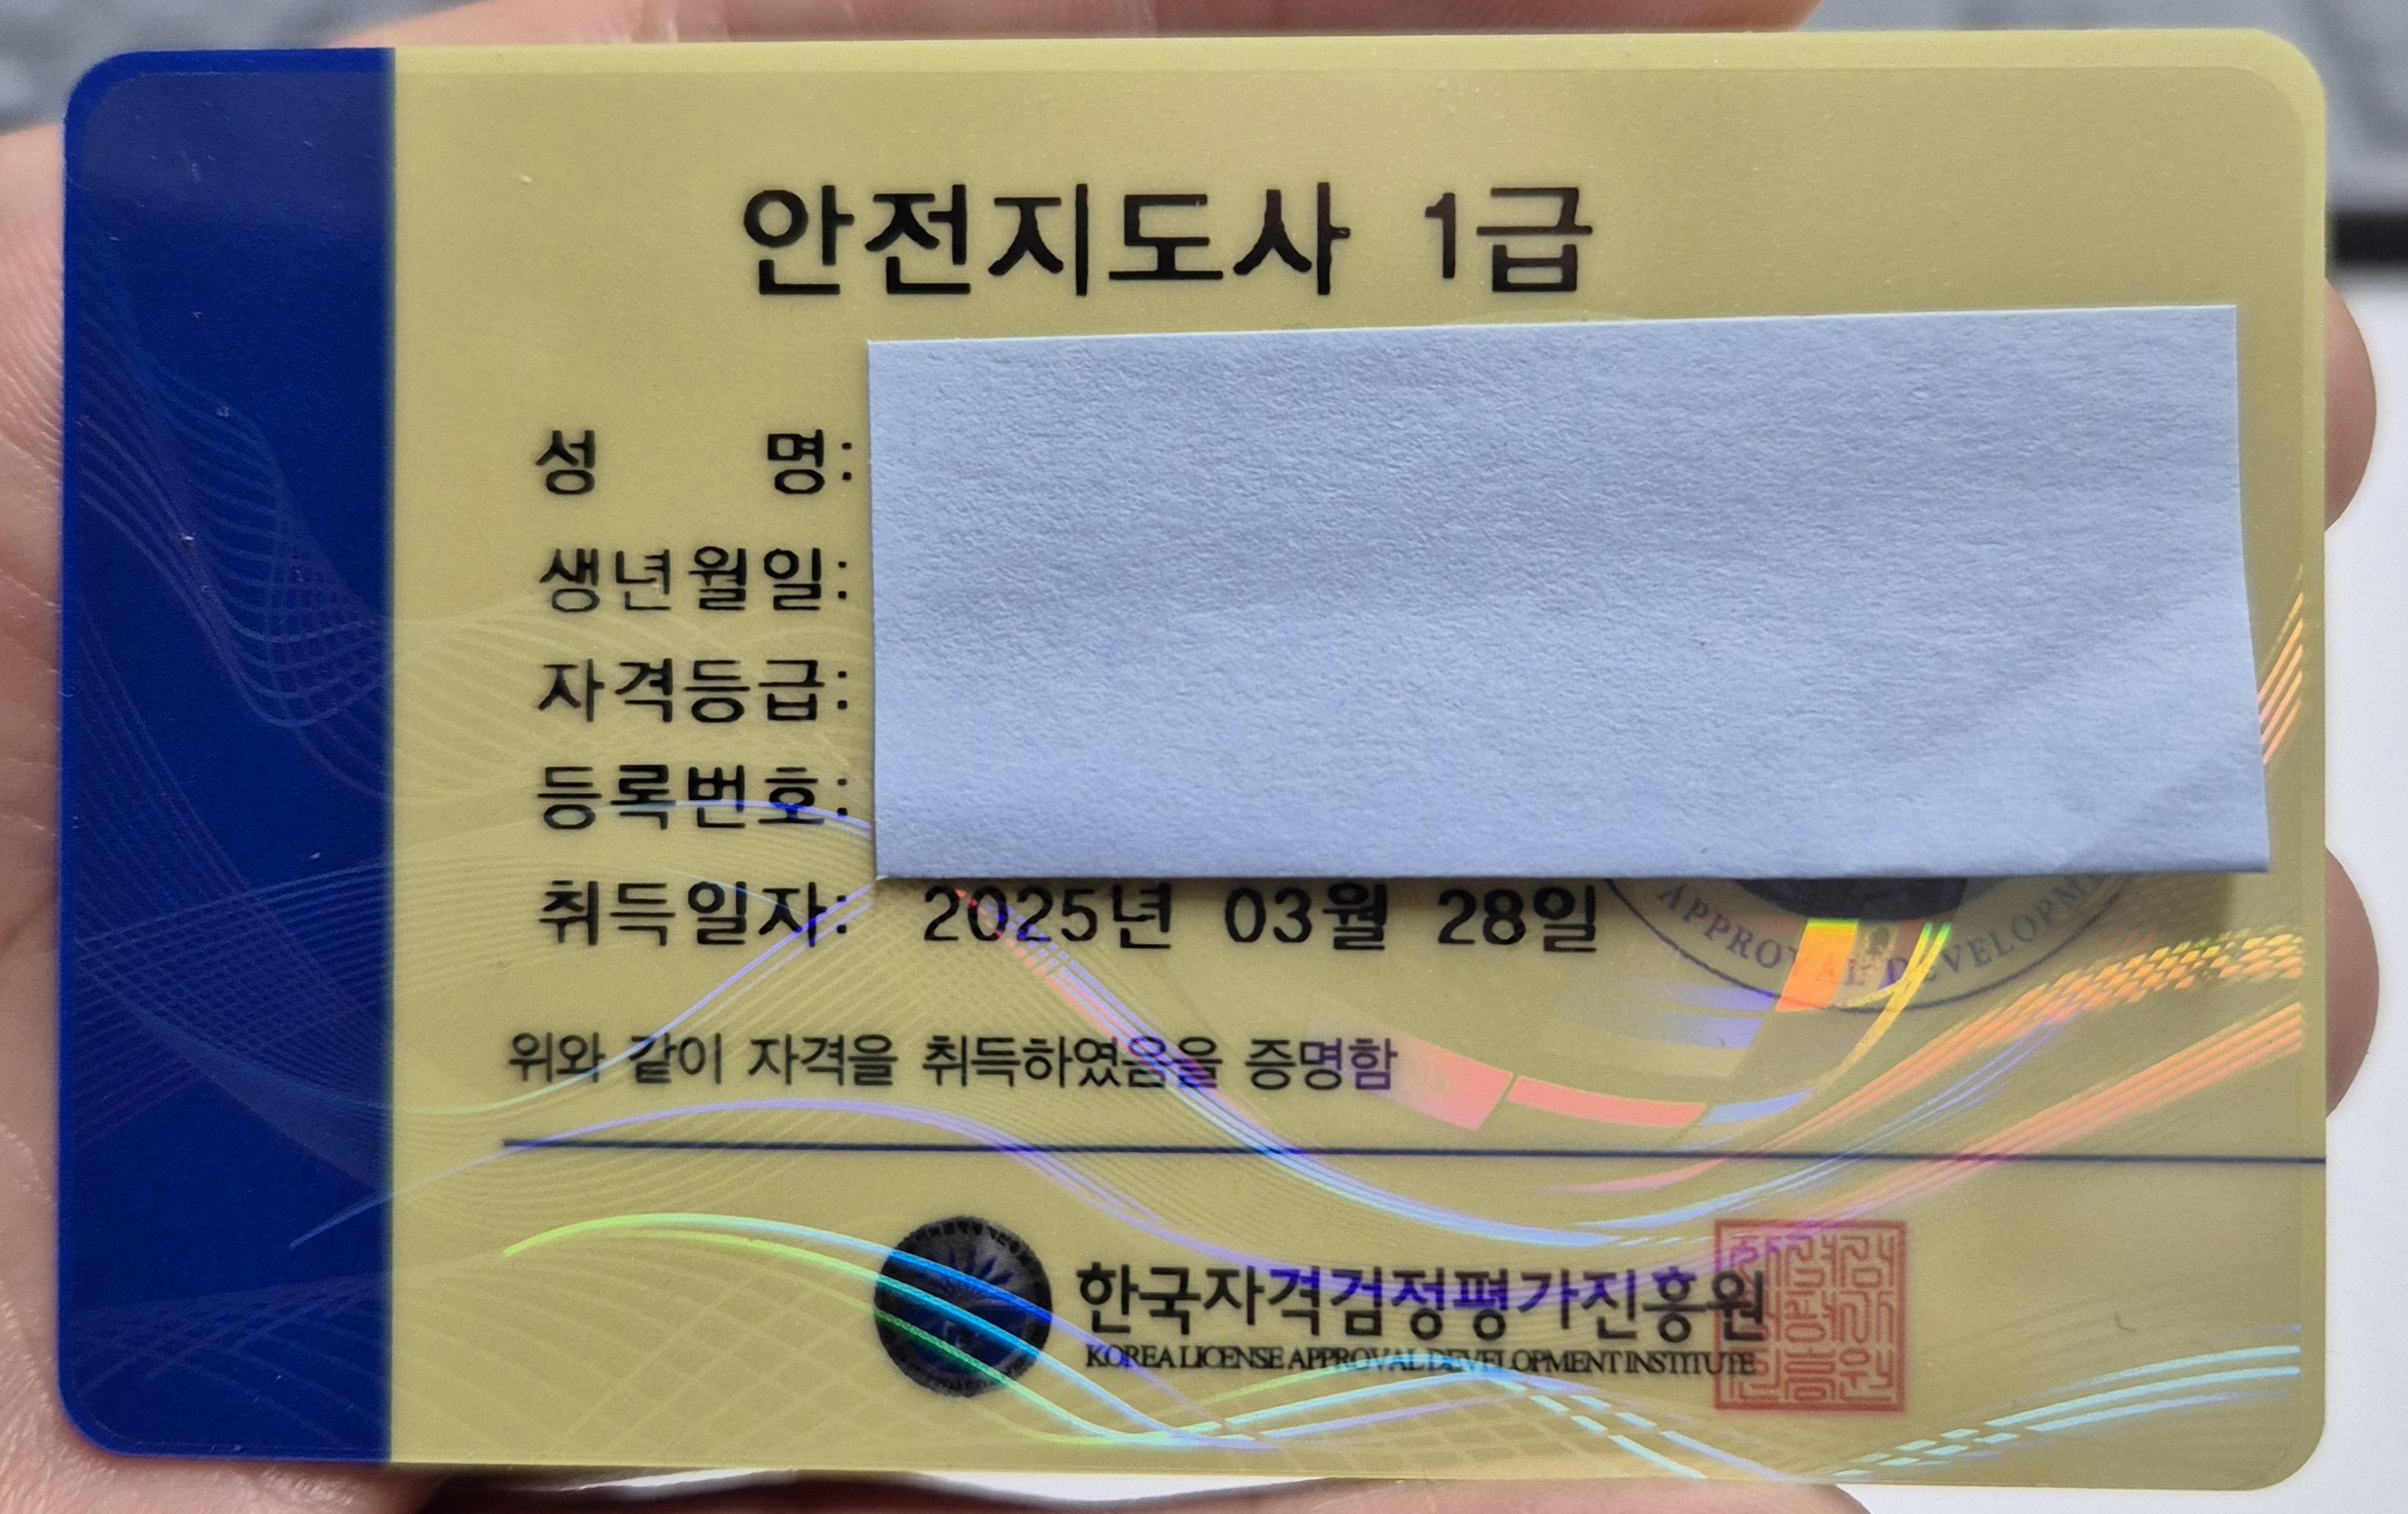 안전지도사 1급
성 명:
생년월일:
자격등급:
등록번호:
취득일자: 2025년 03월 28일
APPROVAL DEVELOPM
위와 같이 자격을 취득하였음을 증명함
한국자격검정평가진흥원
KOREA LICENSE APPROVAL DEVELOPMENT INSTITUTE